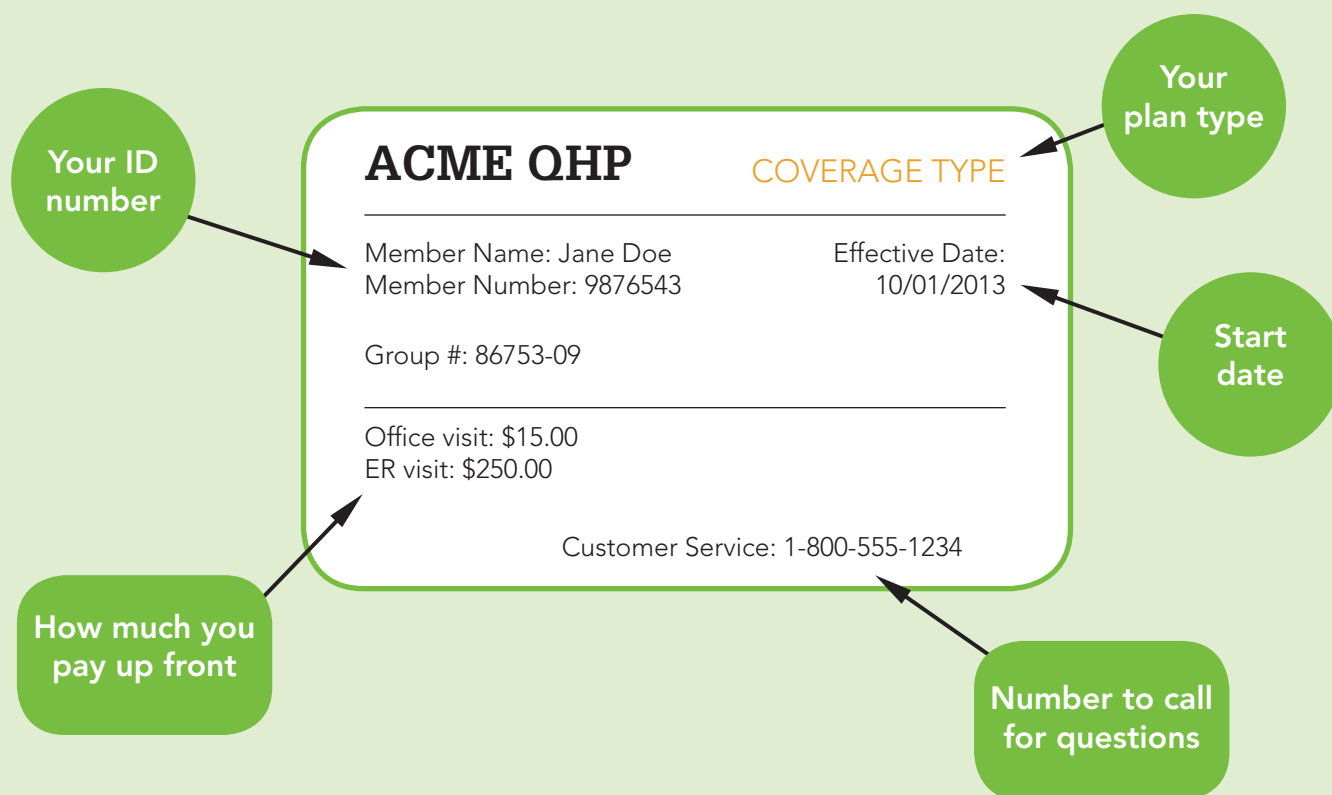 Your
plan type
Your ID
number
ACME QHP
COVERAGE TYPE
Member Name: Jane Doe
Member Number: 9876543
Effective Date:
10/01/2013
Start
date
Group #: 86753-09
Office visit: $15.00
ER visit: $250.00
Customer Service: 1-800-555-1234
How much you
pay up front
Number to call
for questions